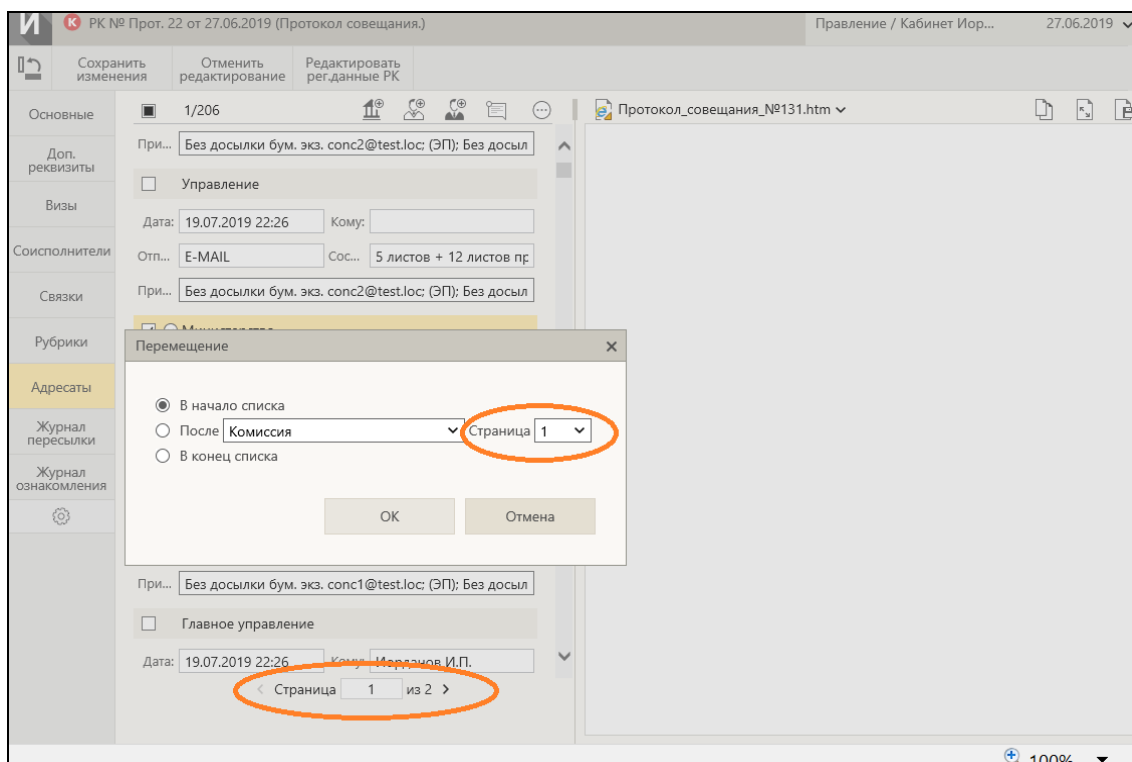 И К РК № Прот. 22 от 27.06.2019 (Протокол совещания.) Правление / Кабинет Иор... 27.06.2019
Сохранить изменения
Отменить редактирование
Редактировать рег.данные РК
Основные
Доп. реквизиты
Визы
Соисполнители
Связки
Рубрики
Адресаты
Журнал пересылки
Журнал ознакомления
1/206
При... Без досылки бум. экз. conc2@test.loc; (ЭП); Без досыл
Управление
Дата: 19.07.2019 22:26 Кому:
Отп... E-MAIL Сос... 5 листов + 12 листов пр
При... Без досылки бум. экз. conc2@test.loc; (ЭП); Без досыл
Министерство
Перемещение
В начало списка
После Комиссия Страница 1
В конец списка
OK Отмена
При... Без досылки бум. экз. conc1@test.loc; (ЭП); Без досыл
Главное управление
Дата: 19.07.2019 22:26 Кому: Иорданов И.П.
< Страница 1 из 2 >
Протокол_совещания_№131.htm
100%